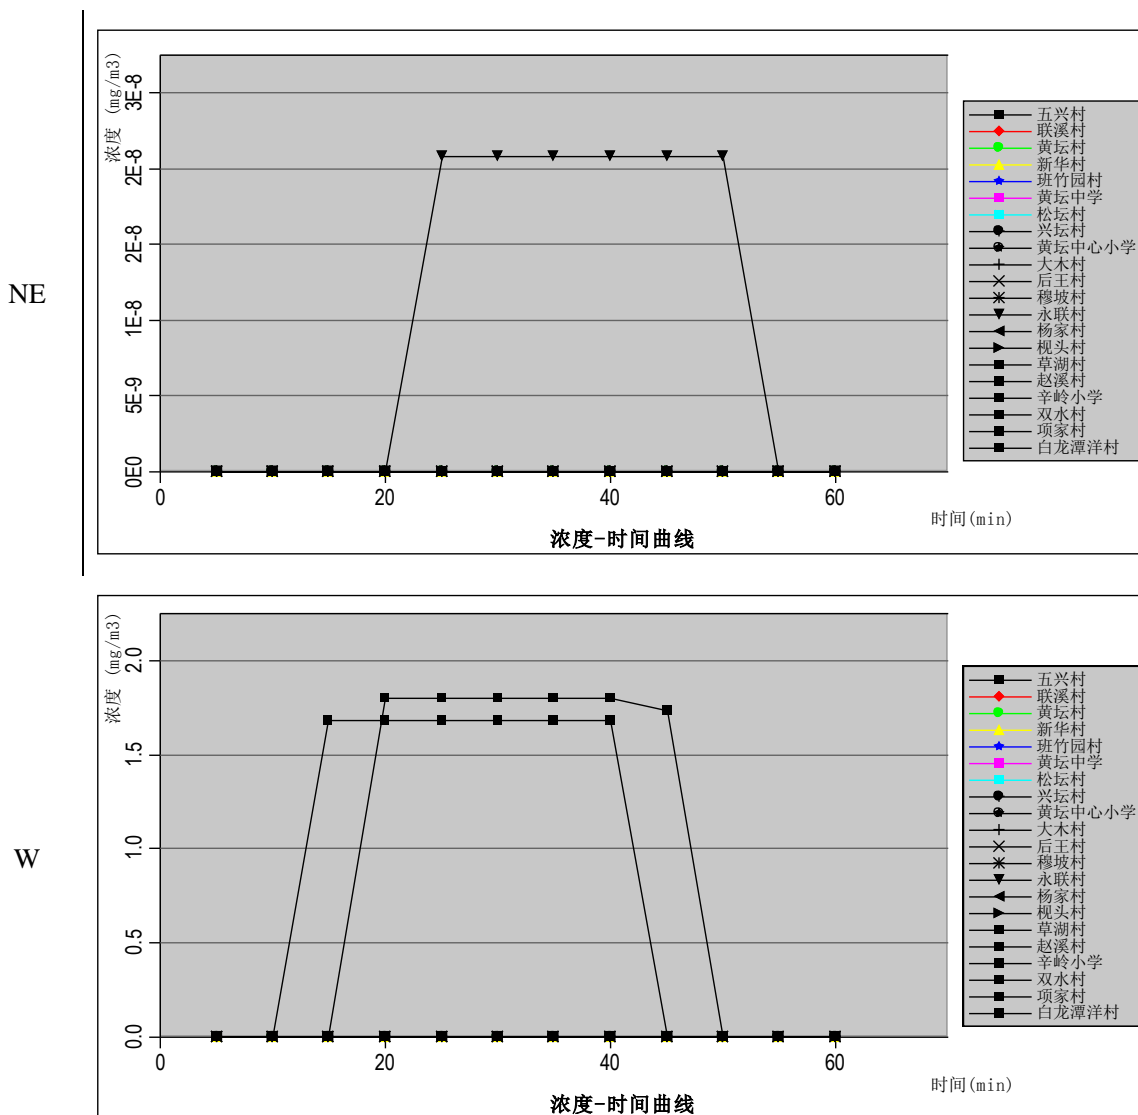 NE
浓度 (mg/m3)
3E-8
2E-8
2E-8
1E-8
5E-9
0E0
0
20
40
60
时间(min)
浓度-时间曲线
五兴村
联溪村
黄坛村
新华村
班竹园村
黄坛中学
松坛村
兴坛村
黄坛中心小学
大木村
后王村
穆坡村
永联村
杨家村
枧头村
草湖村
赵溪村
辛岭小学
双水村
项家村
白龙潭洋村
W
浓度 (mg/m3)
2.0
1.5
1.0
0.5
0.0
0
20
40
60
时间(min)
浓度-时间曲线
五兴村
联溪村
黄坛村
新华村
班竹园村
黄坛中学
松坛村
兴坛村
黄坛中心小学
大木村
后王村
穆坡村
永联村
杨家村
枧头村
草湖村
赵溪村
辛岭小学
双水村
项家村
白龙潭洋村